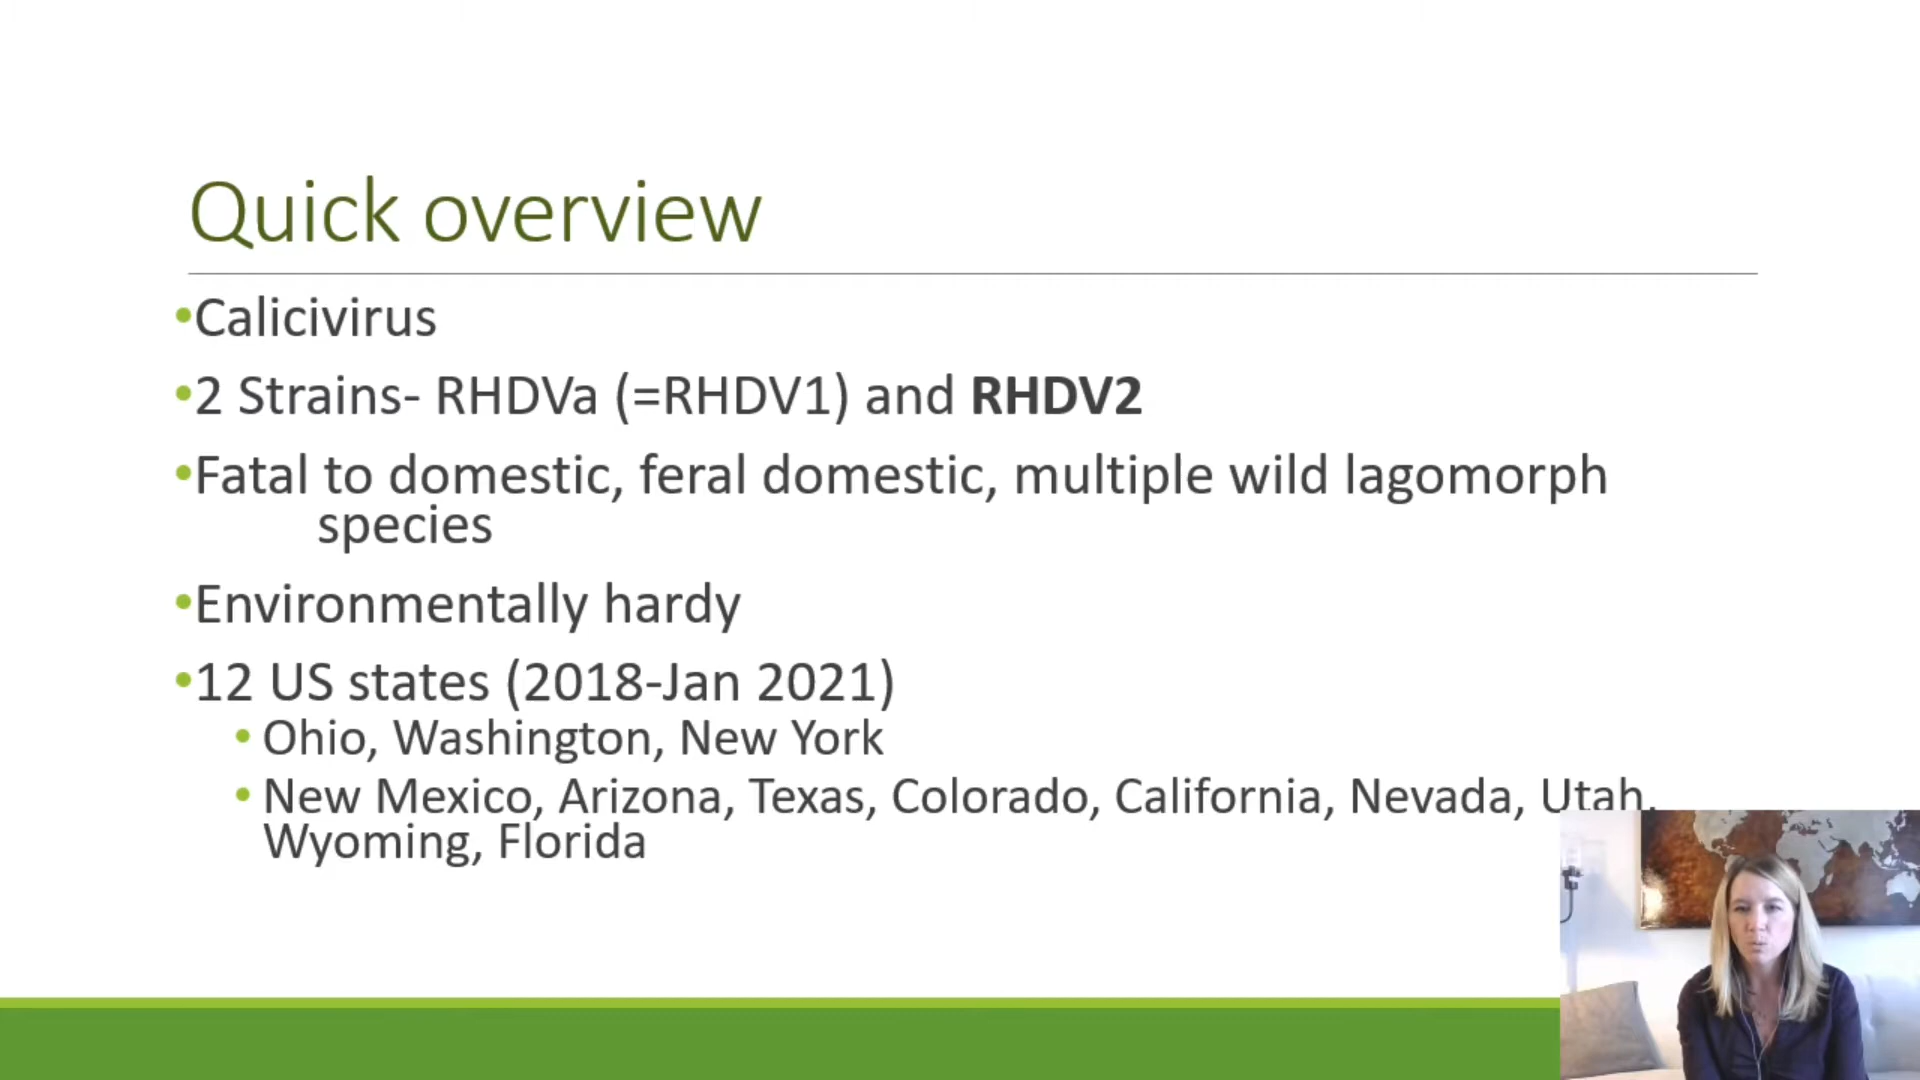 Quick overview
•Calicivirus
•2 Strains- RHDVa (=RHDV1) and RHDV2
•Fatal to domestic, feral domestic, multiple wild lagomorph
species
•Environmentally hardy
•12 US states (2018-Jan 2021)
• Ohio, Washington, New York
• New Mexico, Arizona, Texas, Colorado, California, Nevada, Utah,
Wyoming, Florida